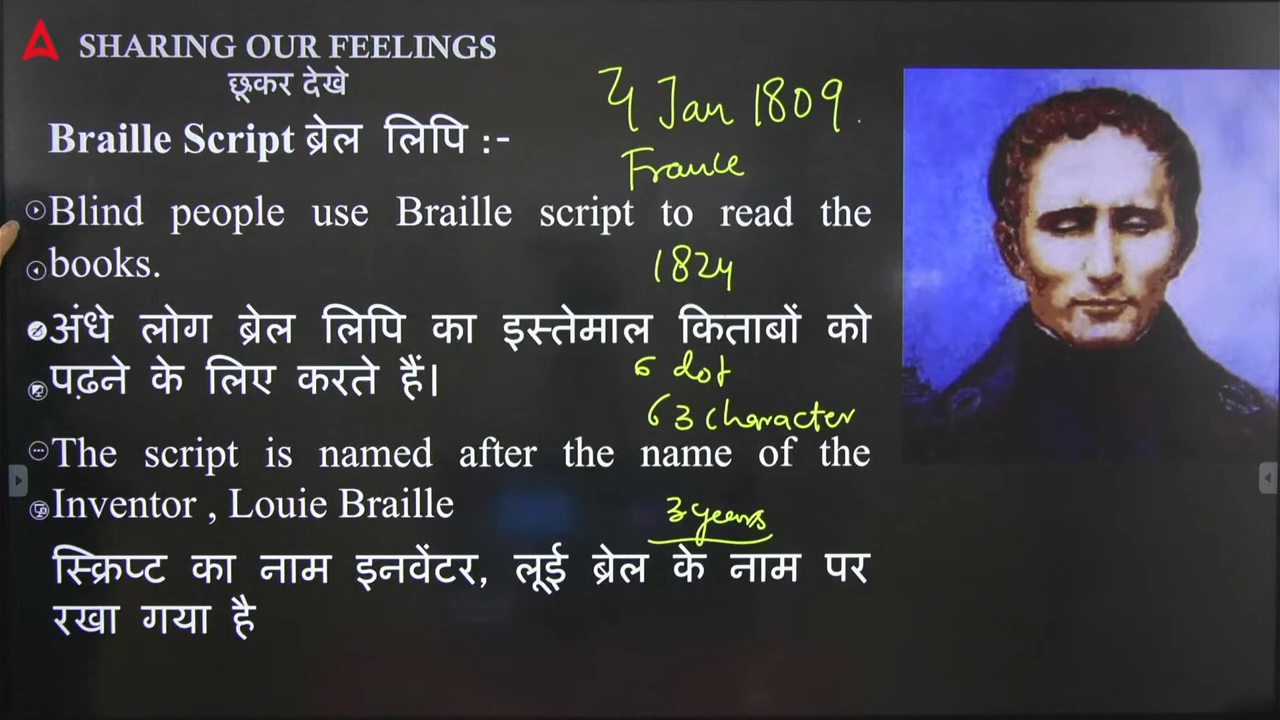 SHARING OUR FEELINGS
छूकर देखे
4 Jan 1809.
Braille Script ब्रेल लिपि :-
France
Blind people use Braille script to read the
books.
1824
अंधे लोग ब्रेल लिपि का इस्तेमाल किताबों को
पढ़ने के लिए करते हैं।
6 dot
63 character
The script is named after the name of the
Inventor , Louie Braille
3 years
स्क्रिप्ट का नाम इनवेंटर, लूई ब्रेल के नाम पर
रखा गया है